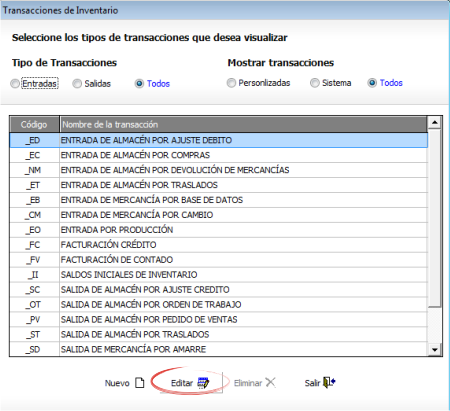 Transacciones de Inventario
Seleccione los tipos de transacciones que desea visualizar
Tipo de Transacciones Mostrar transacciones
Entradas Salidas Todos Personlizadas Sistema Todos
Código Nombre de la transacción
_ED ENTRADA DE ALMACÉN POR AJUSTE DEBITO
_EC ENTRADA DE ALMACÉN POR COMPRAS
_NM ENTRADA DE ALMACÉN POR DEVOLUCIÓN DE MERCANCÍAS
_ET ENTRADA DE ALMACÉN POR TRASLADOS
_EB ENTRADA DE MERCANCÍA POR BASE DE DATOS
_CM ENTRADA DE MERCANCÍA POR CAMBIO
_EO ENTRADA POR PRODUCCIÓN
_FC FACTURACIÓN CRÉDITO
_FV FACTURACIÓN DE CONTADO
_II SALDOS INICIALES DE INVENTARIO
_SC SALIDA DE ALMACÉN POR AJUSTE CREDITO
_OT SALIDA DE ALMACÉN POR ORDEN DE TRABAJO
_PV SALIDA DE ALMACÉN POR PEDIDO DE VENTAS
_ST SALIDA DE ALMACÉN POR TRASLADOS
_SD SALIDA DE MERCANCÍA POR AMARRE
Nuevo Editar Eliminar Salir